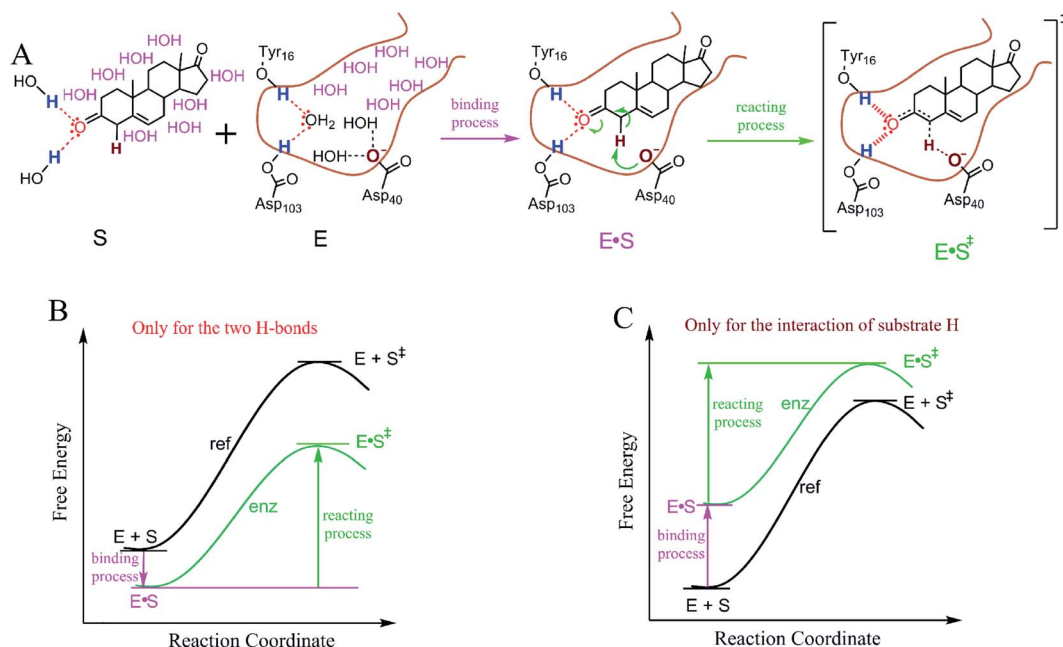 A
HOH
HOH
HOH
HOH
HOH
HOH
HOH
HOH
HO
H
O
O
H
H
HO
S
+
Tyr16
O
H
OH2
H
O
O
Asp103
HOH
HOH
HOH
HOH
HOH
HOH
HOH
O−
O
Asp40
E
binding
process
Tyr16
O
H
O
H
O
O
Asp103
O
H
O−
O
Asp40
E•S
reacting
process
Tyr16
O
H
O
H
O
O
Asp103
O
H
O−
O
Asp40
‡
E•S‡
B
Only for the two H-bonds
Free Energy
E + S‡
E•S‡
ref
enz
reacting
process
E + S
binding
process
E•S
Reaction Coordinate
C
Only for the interaction of substrate H
Free Energy
E•S‡
enz
E + S‡
reacting
process
ref
E•S
binding
process
E + S
Reaction Coordinate